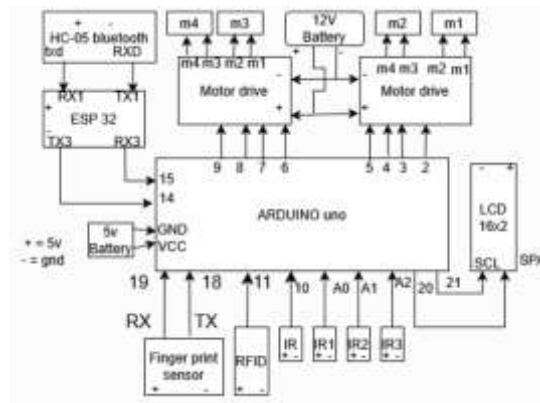 + -
HC-05 bluetooth
txd RXD
m4 m3
12V
Battery
+ -
m2 m1
m4 m3 m2 m1
-
Motor drive
+
m4 m3 m2 m1
-
Motor drive
+
RX1 TX1
+
ESP 32
-
TX3 RX3
9 8 7 6
5 4 3 2
15
14
ARDUINO uno
GND
VCC
5v
Battery
+ = 5v
- = gnd
- +
LCD
16x2
SCL
19 18 11 10 A0 A1 A2 20 21
RX TX
Finger print
sensor
+ -
RFID
+ -
IR
+ -
IR1
+ -
IR2
+ -
IR3
+ -